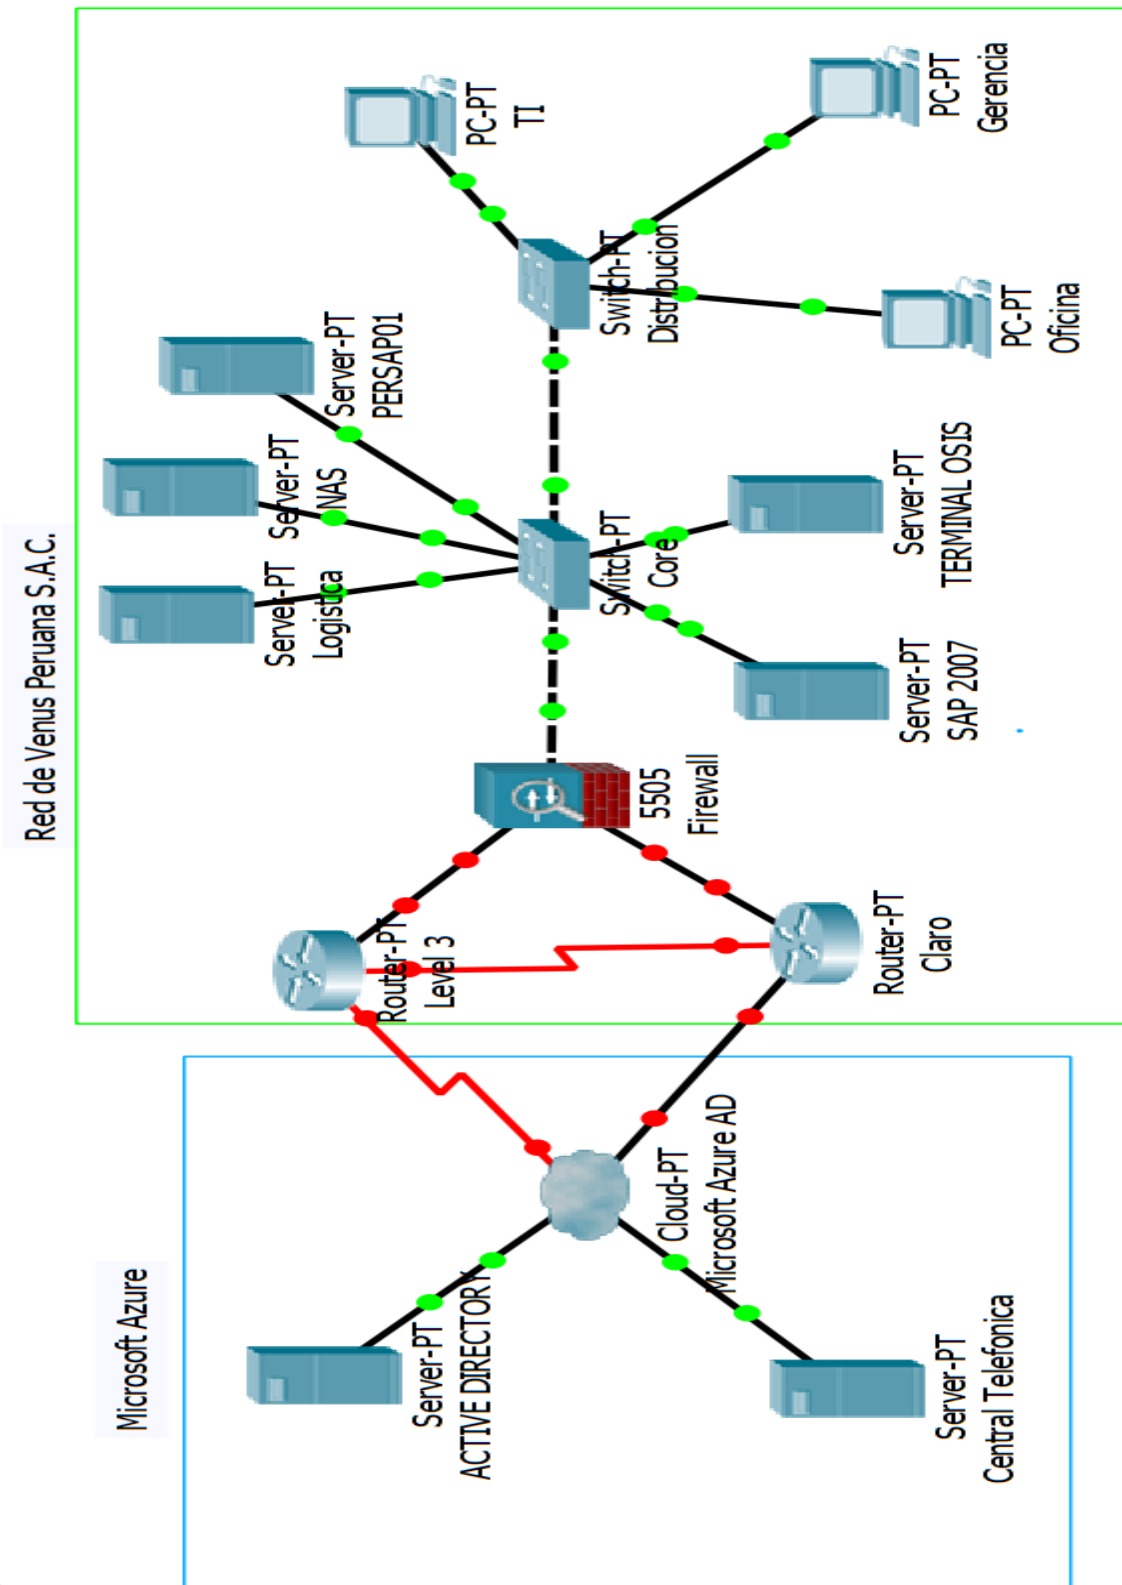 Microsoft Azure
Red de Venus Peruana S.A.C.
Server-PT
ACTIVE DIRECTORY
Server-PT
Central Telefonica
Cloud-PT
Microsoft Azure AD
Router-PT
Level 3
Router-PT
Claro
5505
Firewall
Server-PT
Logistica
Server-PT
NAS
Server-PT
PERSAP01
Switch-PT
Core
Server-PT
SAP 2007
Server-PT
TERMINAL OSIS
Switch-PT
Distribucion
PC-PT
TI
PC-PT
Oficina
PC-PT
Gerencia